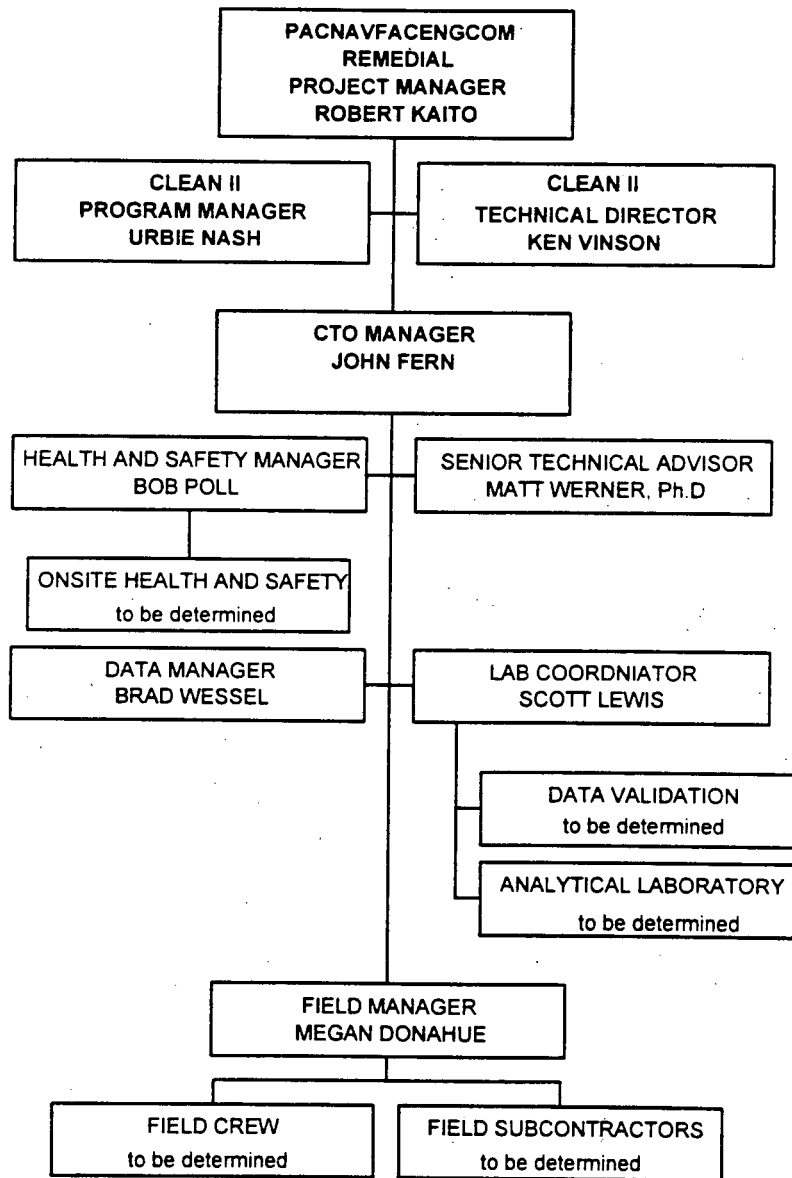 PACNAVFACENGCOM
REMEDIAL
PROJECT MANAGER
ROBERT KAITO
CLEAN II
PROGRAM MANAGER
URBIE NASH
CLEAN II
TECHNICAL DIRECTOR
KEN VINSON
CTO MANAGER
JOHN FERN
HEALTH AND SAFETY MANAGER
BOB POLL
SENIOR TECHNICAL ADVISOR
MATT WERNER, Ph.D
ONSITE HEALTH AND SAFETY
to be determined
DATA MANAGER
BRAD WESSEL
LAB COORDNIATOR
SCOTT LEWIS
DATA VALIDATION
to be determined
ANALYTICAL LABORATORY
to be determined
FIELD MANAGER
MEGAN DONAHUE
FIELD CREW
to be determined
FIELD SUBCONTRACTORS
to be determined